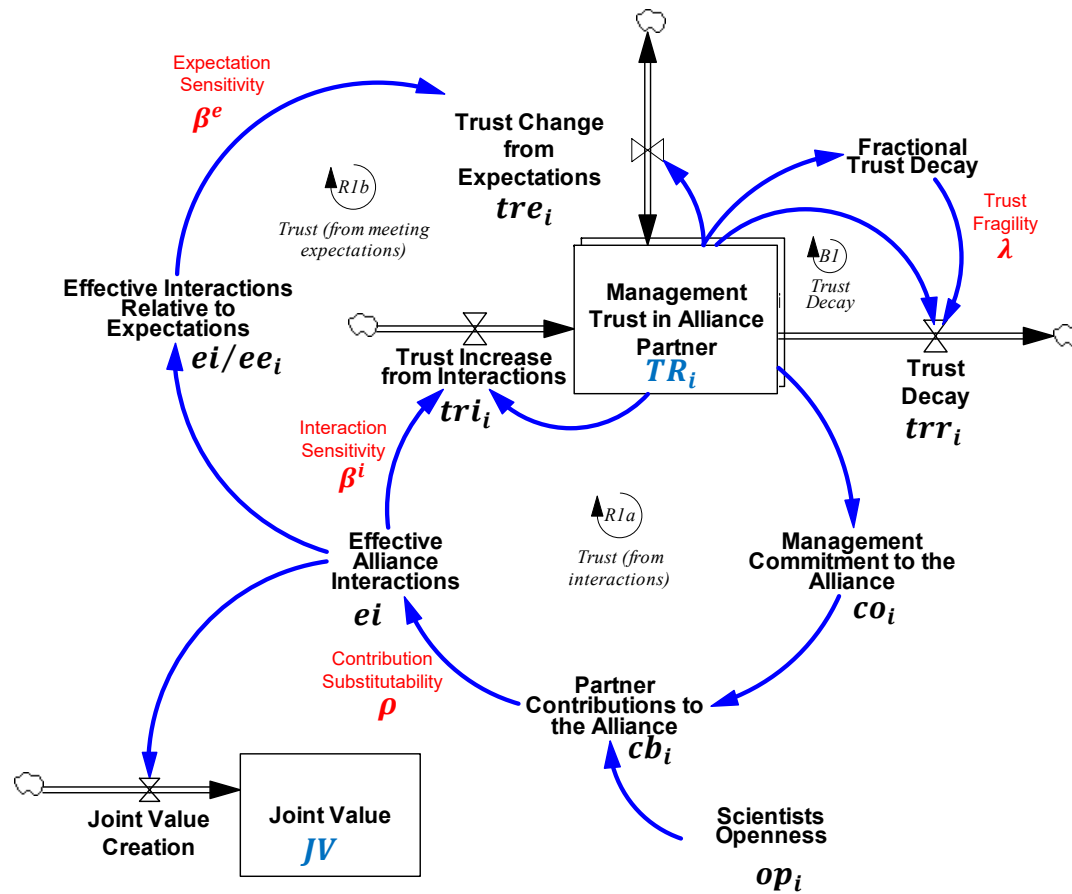 Expectation
Sensitivity
β^e
Trust Change
from
Expectations
tre_i
R1b
Trust (from meeting
expectations)
Fractional
Trust Decay
Trust
Fragility
λ
B1
Trust
Decay
Effective Interactions
Relative to
Expectations
ei/ee_i
Management
Trust in Alliance
Partner
TR_i
i
Trust Increase
from Interactions
tri_i
Trust
Decay
trr_i
Interaction
Sensitivity
β^i
R1a
Trust (from
interactions)
Effective
Alliance
Interactions
ei
Management
Commitment to the
Alliance
co_i
Contribution
Substitutability
ρ
Partner
Contributions to
the Alliance
cb_i
Joint Value
Creation
Joint Value
JV
Scientists
Openness
op_i